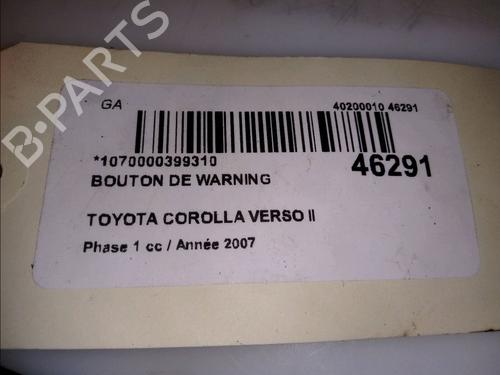 GA
40200010 46291
*1070000399310
46291
BOUTON DE WARNING
TOYOTA COROLLA VERSO II
Phase 1 cc / Année 2007
B-PARTS